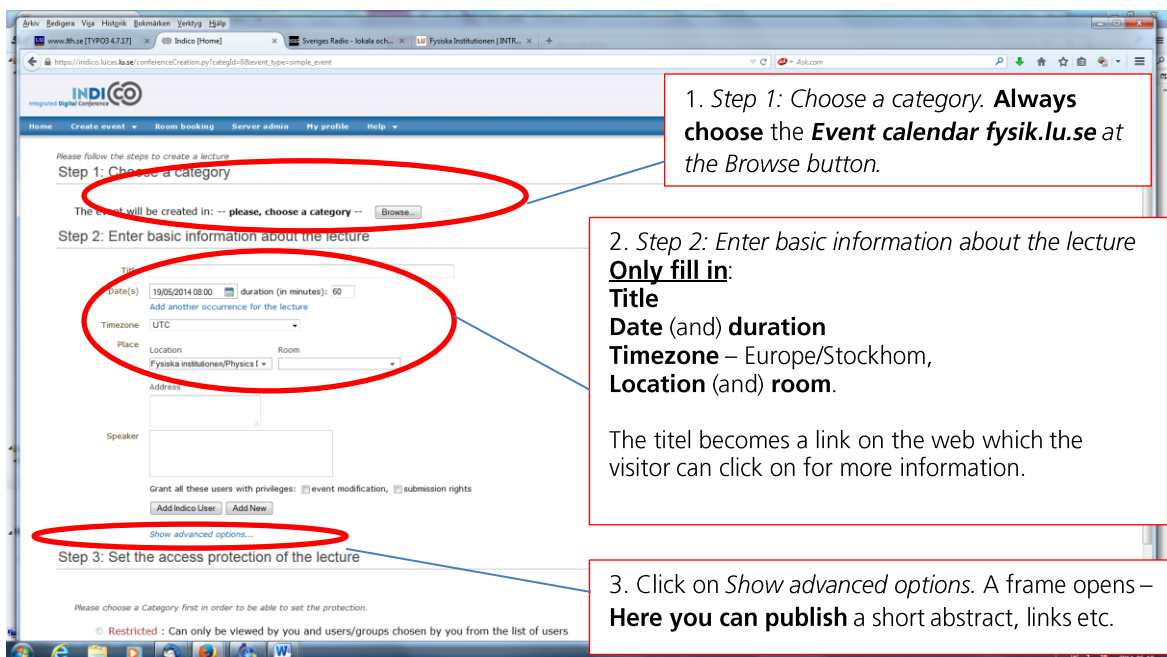 Arkiv Redigera Visa Historik Bokmärken Verktyg Hjälp
www.lth.se [TYPO3 4.7.17] × Indico [Home] × Sveriges Radio - lokala och... × LU Fysiska Institutionen | INTR... × +
https://indico.lucas.lu.se/conferenceCreation.py?categId=0&event_type=simple_event
Ask.com
INDICO
Integrated Digital Conference
Home Create event Room booking Server admin My profile Help
Please follow the steps to create a lecture
Step 1: Choose a category
The event will be created in: -- please, choose a category -- Browse...
Step 2: Enter basic information about the lecture
Title
Date(s) 19/05/2014 08:00 duration (in minutes): 60
Add another occurrence for the lecture
Timezone UTC
Place
Location Room
Fysiska institutionen/Physics [
Address
Speaker
Grant all these users with privileges: event modification, submission rights
Add Indico User Add New
Show advanced options...
Step 3: Set the access protection of the lecture
Please choose a Category first in order to be able to set the protection.
Restricted : Can only be viewed by you and users/groups chosen by you from the list of users
1. Step 1: Choose a category. Always
choose the Event calendar fysik.lu.se at
the Browse button.
2. Step 2: Enter basic information about the lecture
Only fill in:
Title
Date (and) duration
Timezone – Europe/Stockhom,
Location (and) room.
The titel becomes a link on the web which the
visitor can click on for more information.
3. Click on Show advanced options. A frame opens –
Here you can publish a short abstract, links etc.